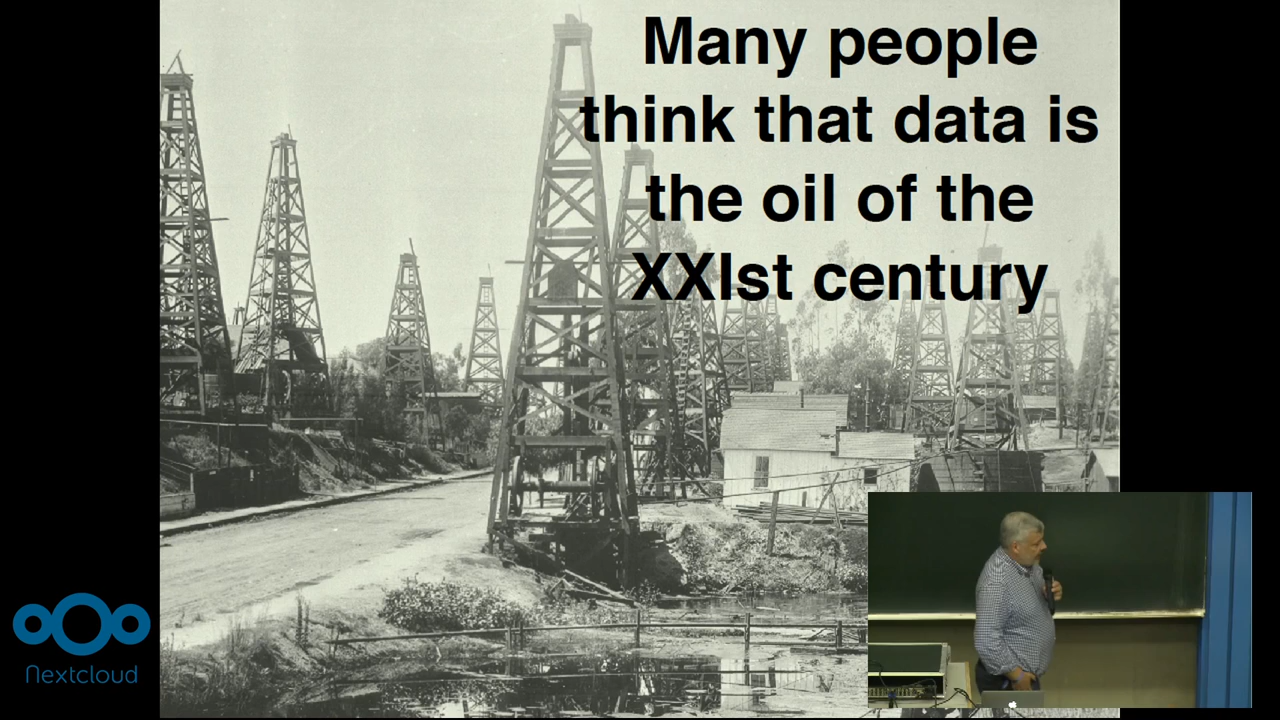 Many people
think that data is
the oil of the
XXIst century
Nextcloud